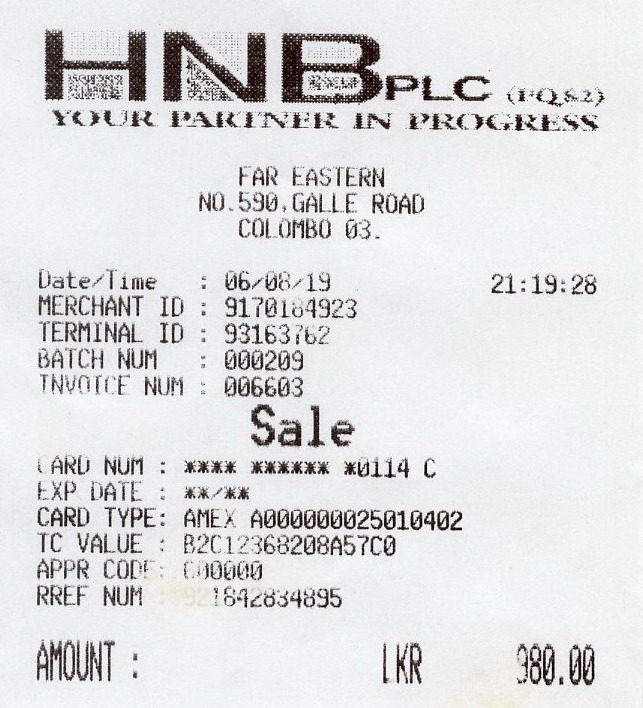 HNB PLC (PQ82)
YOUR PARTNER IN PROGRESS
FAR EASTERN
NO.590,GALLE ROAD
COLOMBO 03.
Date/Time : 06/08/19 21:19:28
MERCHANT ID : 9170184923
TERMINAL ID : 93163762
BATCH NUM : 000209
INVOICE NUM : 006603
Sale
CARD NUM : **** ****** *0114 C
EXP DATE : **/**
CARD TYPE: AMEX A000000025010402
TC VALUE : B2C12368208A57C0
APPR CODE: 600000
RREF NUM : 921842834895
AMOUNT : LKR 980.00